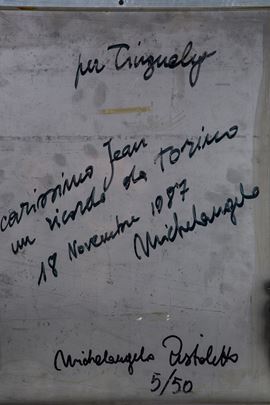 per Tinguely
carissimo Jean
un ricordo da torino
18 Novembre 1987
Michelangelo
Michelangelo Pistoletto
5/50